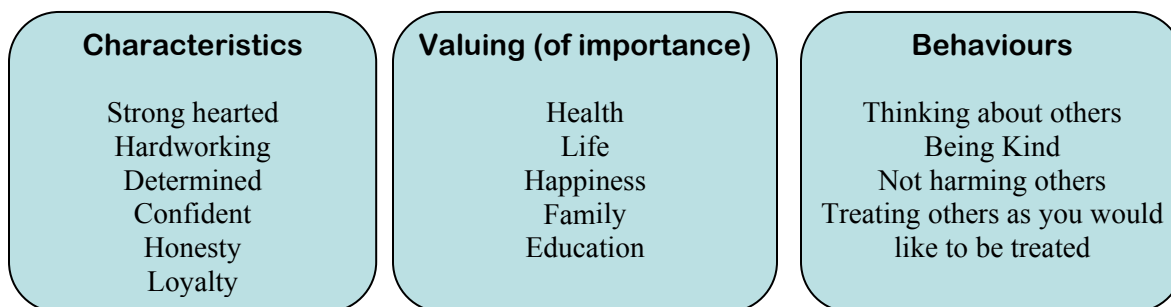 Characteristics
Strong hearted
Hardworking
Determined
Confident
Honesty
Loyalty
Valuing (of importance)
Health
Life
Happiness
Family
Education
Behaviours
Thinking about others
Being Kind
Not harming others
Treating others as you would
like to be treated